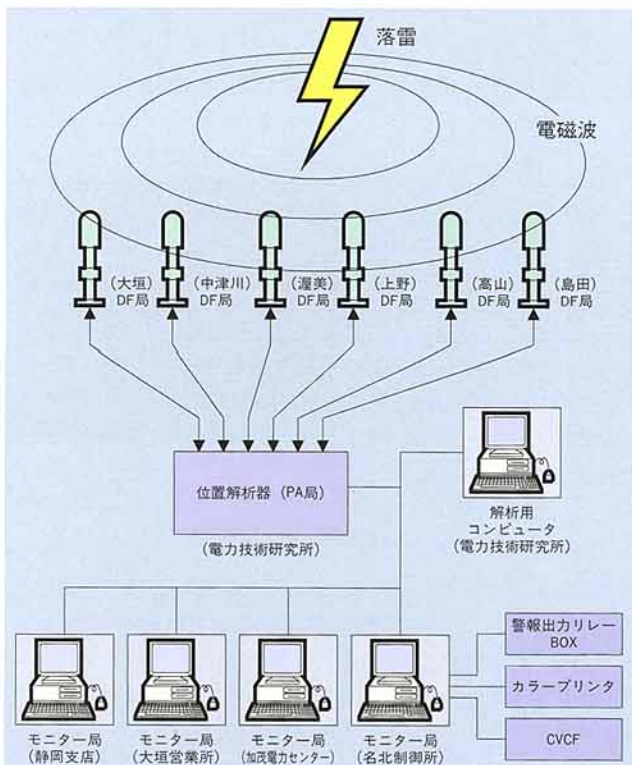 落雷
電磁波
(大垣)
DF局
(中津川)
DF局
(渥美)
DF局
(上野)
DF局
(高山)
DF局
(島田)
DF局
位置解析器(PA局)
(電力技術研究所)
解析用
コンピュータ
(電力技術研究所)
モニター局
(静岡支店)
モニター局
(大垣営業所)
モニター局
(加茂電力センター)
モニター局
(名北制御所)
警報出力リレー
BOX
カラープリンタ
CVCF